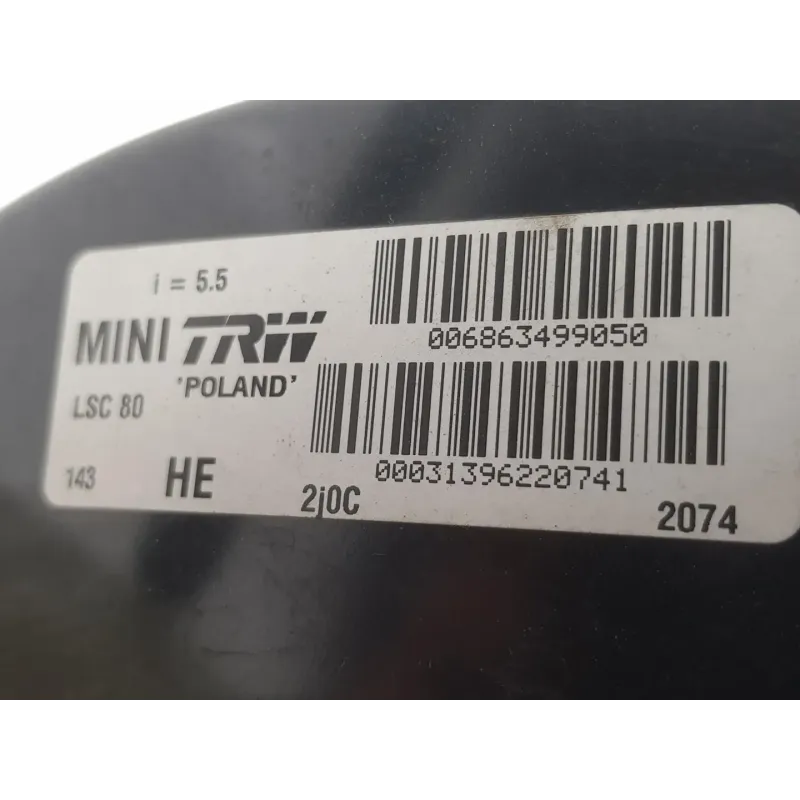 i = 5.5
006863499050
MINI TRW
'POLAND'
LSC 80
00031396220741
143
HE
2j0C
2074